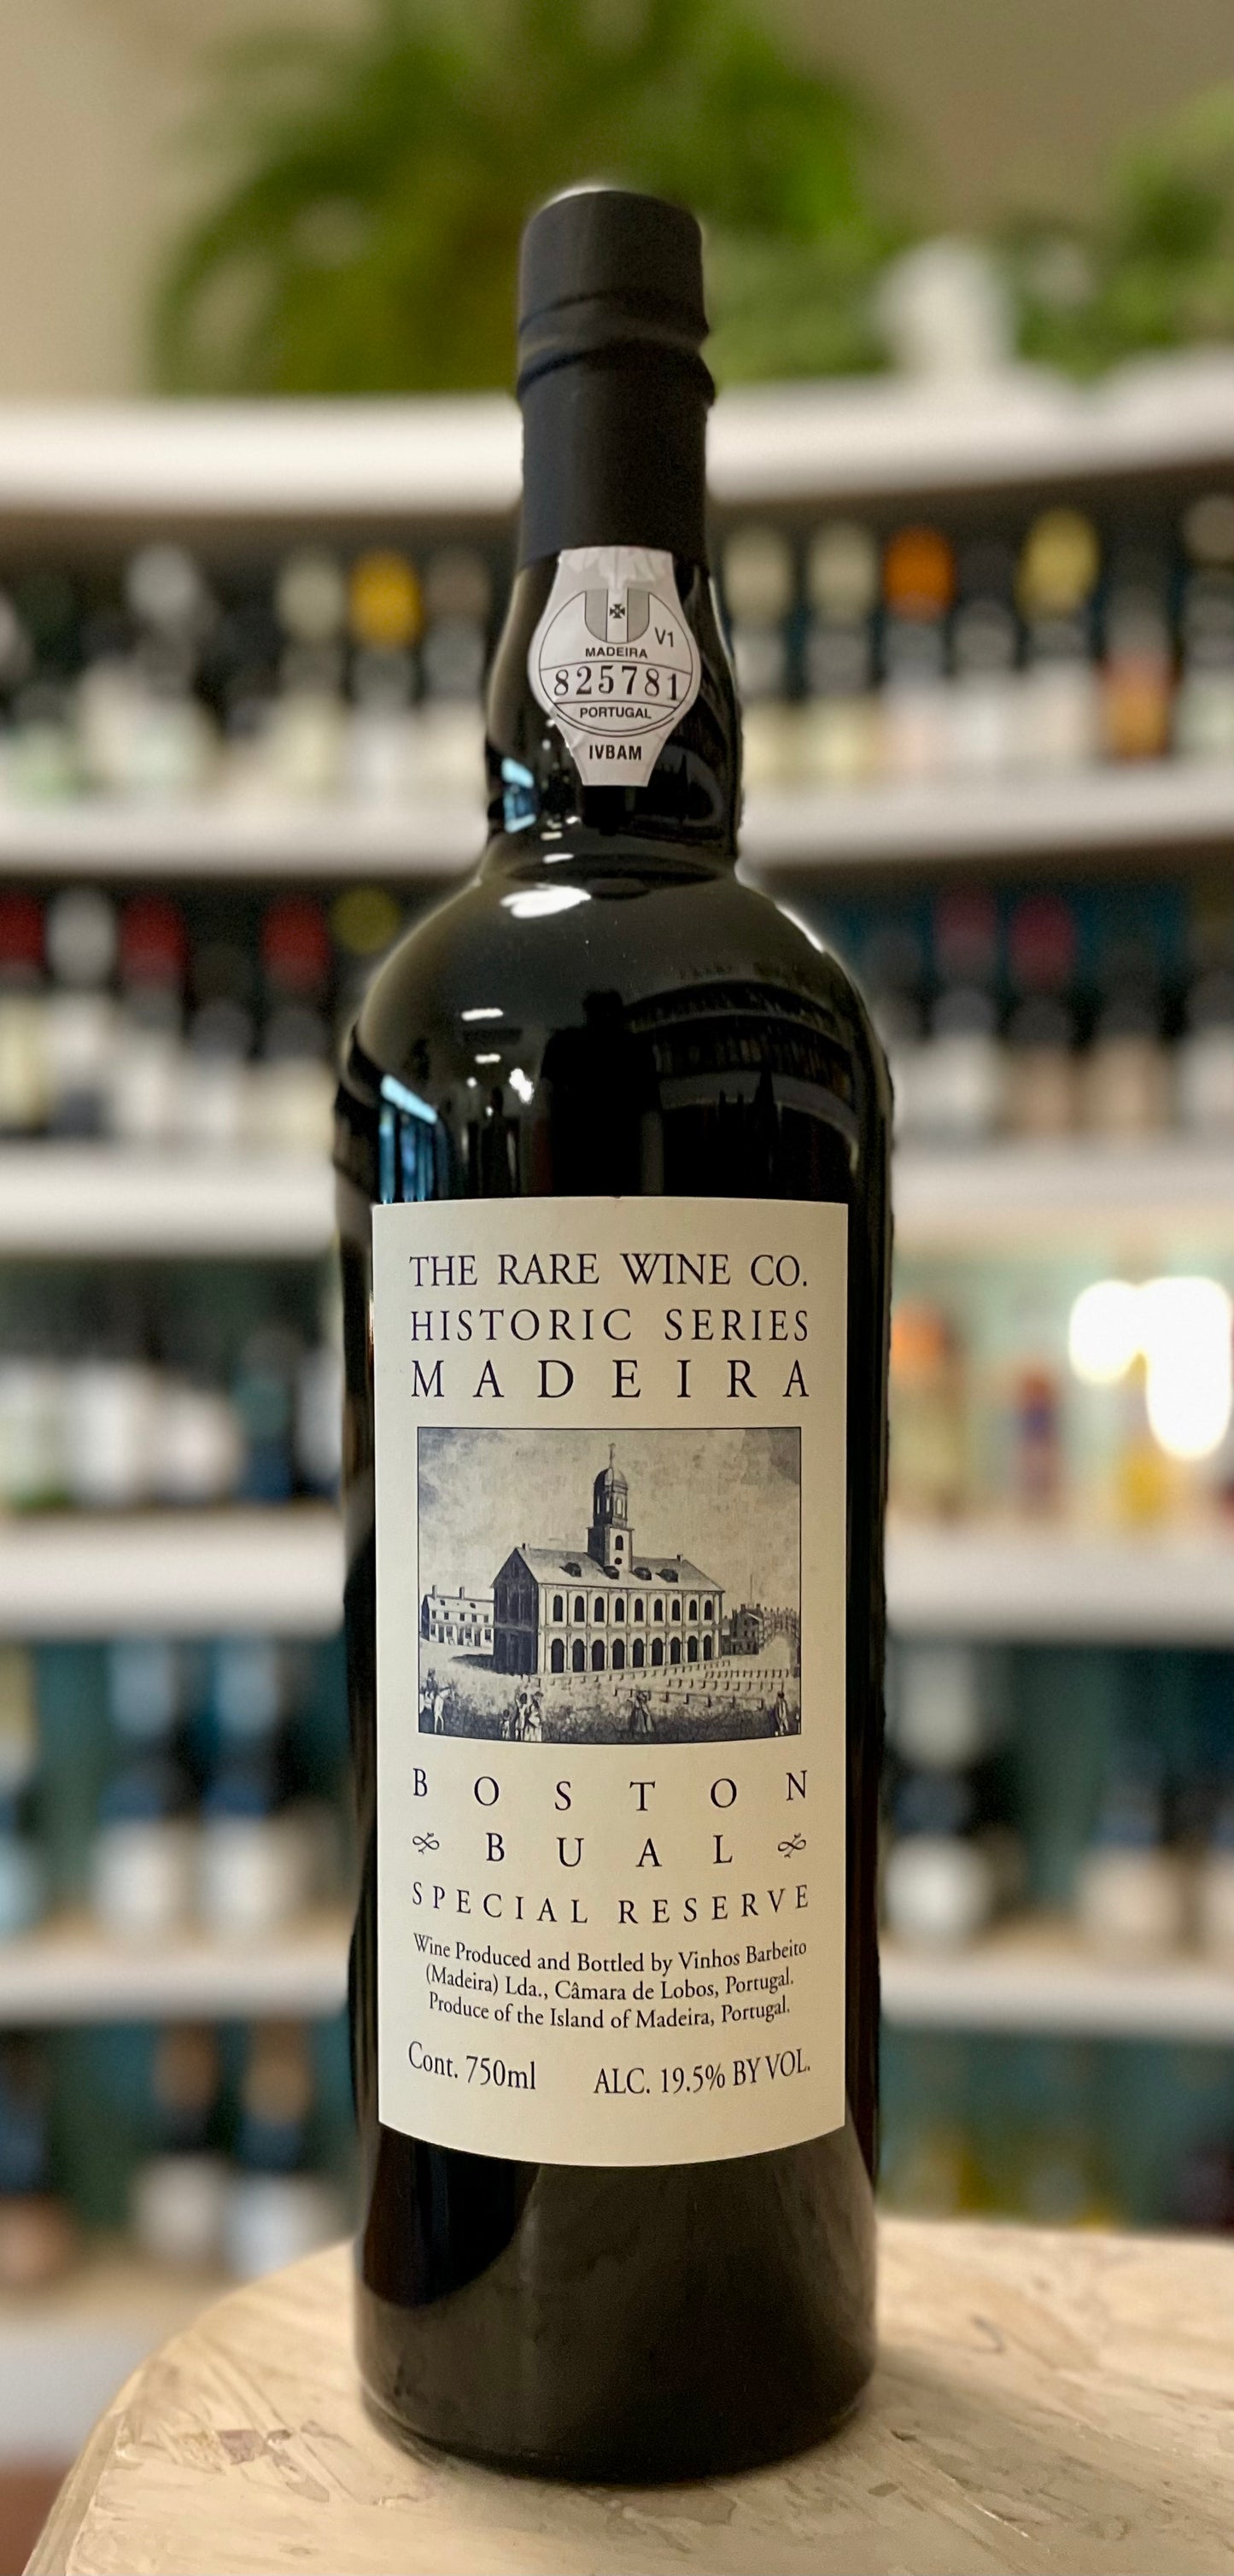 V1
MADEIRA
825781
PORTUGAL
IVBAM
THE RARE WINE CO.
HISTORIC SERIES
MADEIRA
BOSTON
BUAL
SPECIAL RESERVE
Wine Produced and Bottled by Vinhos Barbeito
(Madeira) Lda., Câmara de Lobos, Portugal.
Produce of the Island of Madeira, Portugal.
Cont. 750ml ALC. 19.5% BY VOL.